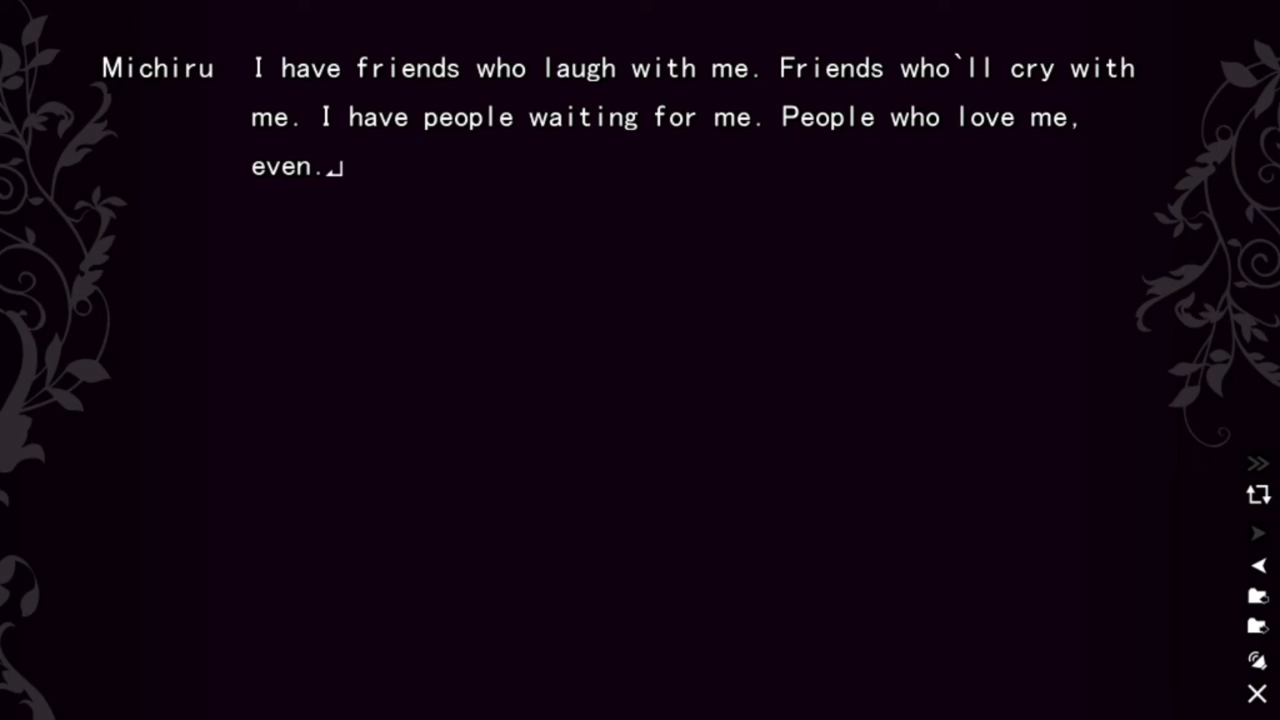 Michiru I have friends who laugh with me. Friends who`ll cry with
me. I have people waiting for me. People who love me,
even.